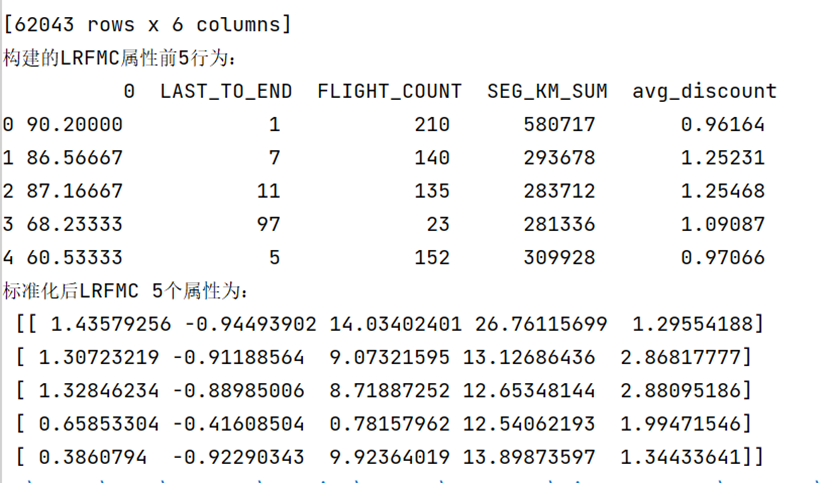 [62043 rows x 6 columns]
构建的LRFMC属性前5行为：
0 LAST_TO_END FLIGHT_COUNT SEG_KM_SUM avg_discount
0 90.20000 1 210 580717 0.96164
1 86.56667 7 140 293678 1.25231
2 87.16667 11 135 283712 1.25468
3 68.23333 97 23 281336 1.09087
4 60.53333 5 152 309928 0.97066
标准化后LRFMC 5个属性为：
[[ 1.43579256 -0.94493902 14.03402401 26.76115699 1.29554188]
[ 1.30723219 -0.91188564 9.07321595 13.12686436 2.86817777]
[ 1.32846234 -0.88985006 8.71887252 12.65348144 2.88095186]
[ 0.65853304 -0.41608504 0.78157962 12.54062193 1.99471546]
[ 0.3860794 -0.92290343 9.92364019 13.89873597 1.34433641]]